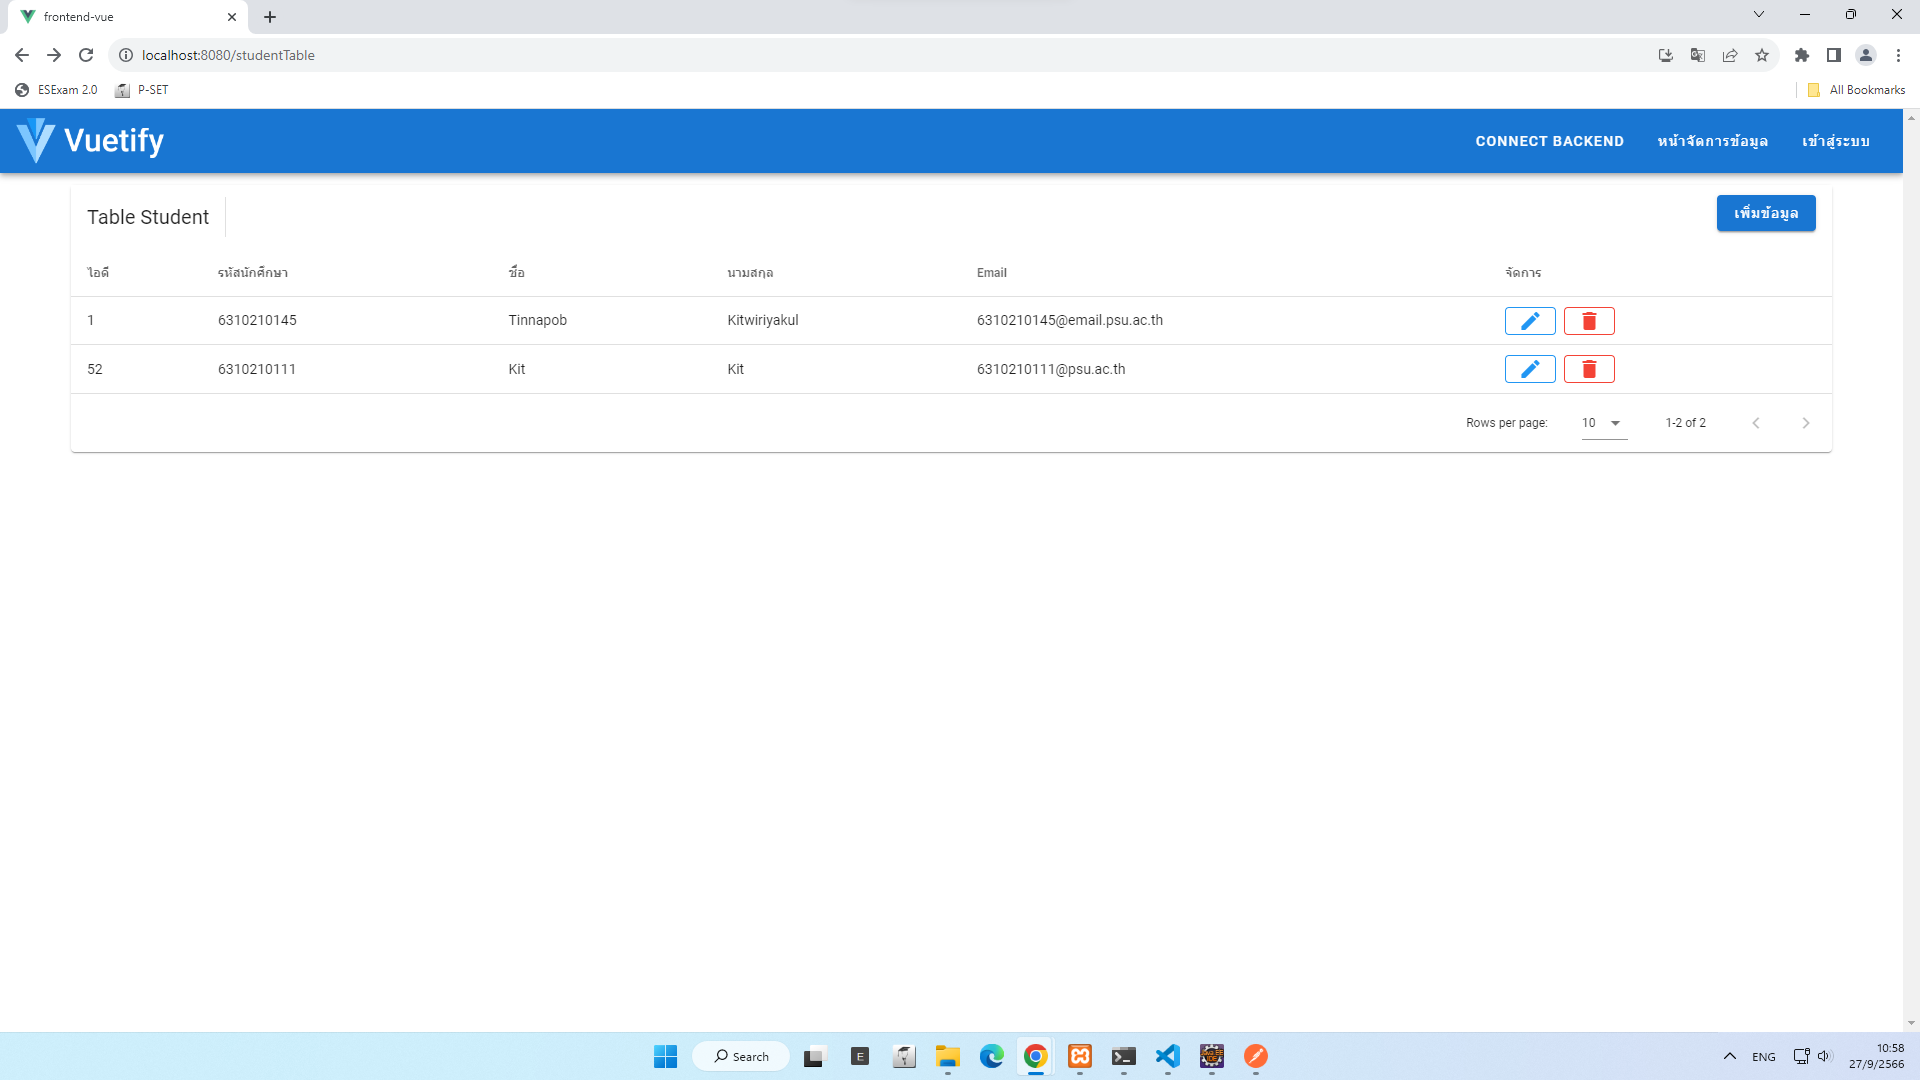 frontend-vue
localhost:8080/studentTable
ESExam 2.0 P-SET All Bookmarks
Vuetify CONNECT BACKEND หน้าจัดการข้อมูล เข้าสู่ระบบ
Table Student เพิ่มข้อมูล
ไอดี รหัสนักศึกษา ชื่อ นามสกุล Email จัดการ
1 6310210145 Tinnapob Kitwiriyakul 6310210145@email.psu.ac.th
52 6310210111 Kit Kit 6310210111@psu.ac.th
Rows per page: 10 1-2 of 2
Search E ENG 10:58
27/9/2566